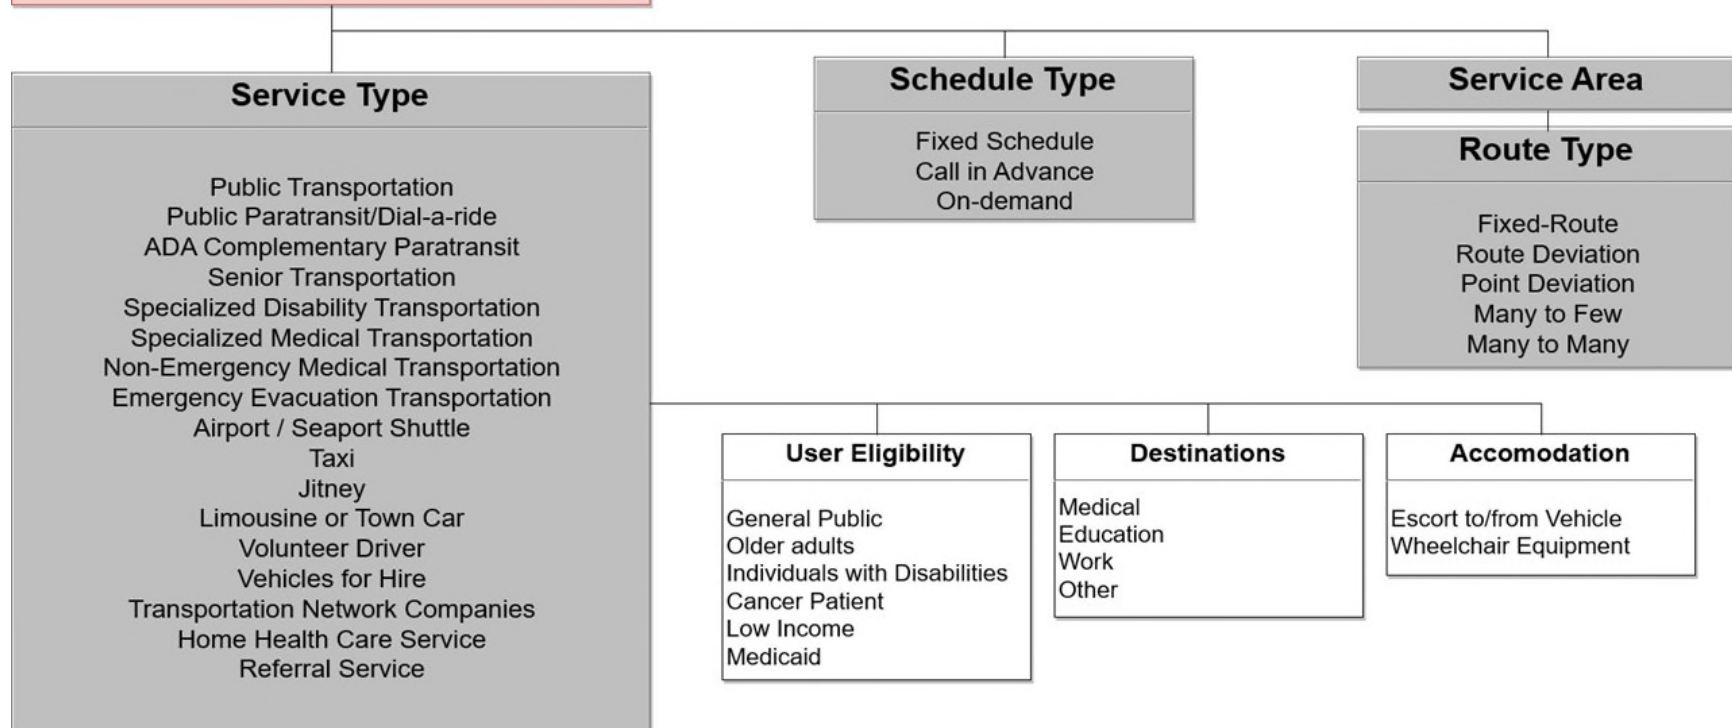 Service Type
Public Transportation
Public Paratransit/Dial-a-ride
ADA Complementary Paratransit
Senior Transportation
Specialized Disability Transportation
Specialized Medical Transportation
Non-Emergency Medical Transportation
Emergency Evacuation Transportation
Airport / Seaport Shuttle
Taxi
Jitney
Limousine or Town Car
Volunteer Driver
Vehicles for Hire
Transportation Network Companies
Home Health Care Service
Referral Service
Schedule Type
Fixed Schedule
Call in Advance
On-demand
Service Area
Route Type
Fixed-Route
Route Deviation
Point Deviation
Many to Few
Many to Many
User Eligibility
General Public
Older adults
Individuals with Disabilities
Cancer Patient
Low Income
Medicaid
Destinations
Medical
Education
Work
Other
Accomodation
Escort to/from Vehicle
Wheelchair Equipment